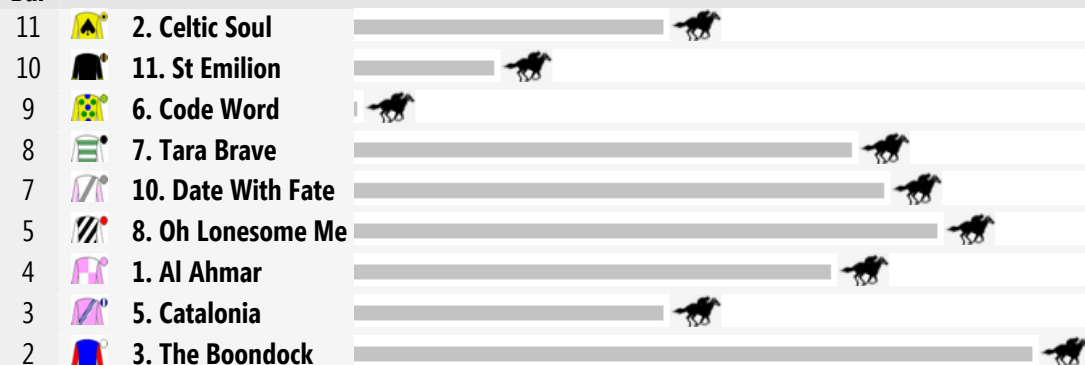 11 2. Celtic Soul
10 11. St Emilion
9 6. Code Word
8 7. Tara Brave
7 10. Date With Fate
5 8. Oh Lonesome Me
4 1. Al Ahmar
3 5. Catalonia
2 3. The Boondock